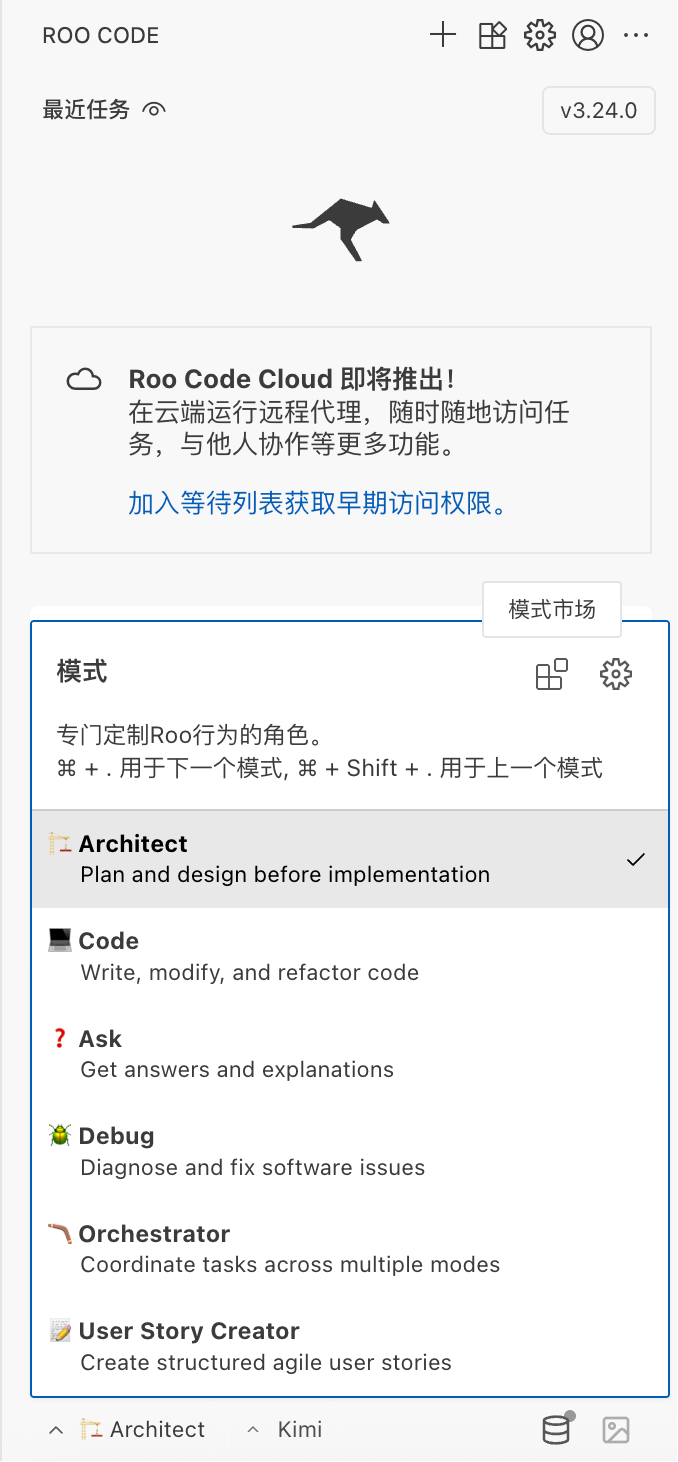 ROO CODE
最近任务
v3.24.0
Roo Code Cloud 即将推出！
在云端运行远程代理，随时随地访问任
务，与他人协作等更多功能。
加入等待列表获取早期访问权限。
模式市场
模式
专门定制Roo行为的角色。
⌘ + . 用于下一个模式, ⌘ + Shift + . 用于上一个模式
Architect
Plan and design before implementation
Code
Write, modify, and refactor code
Ask
Get answers and explanations
Debug
Diagnose and fix software issues
Orchestrator
Coordinate tasks across multiple modes
User Story Creator
Create structured agile user stories
Architect Kimi